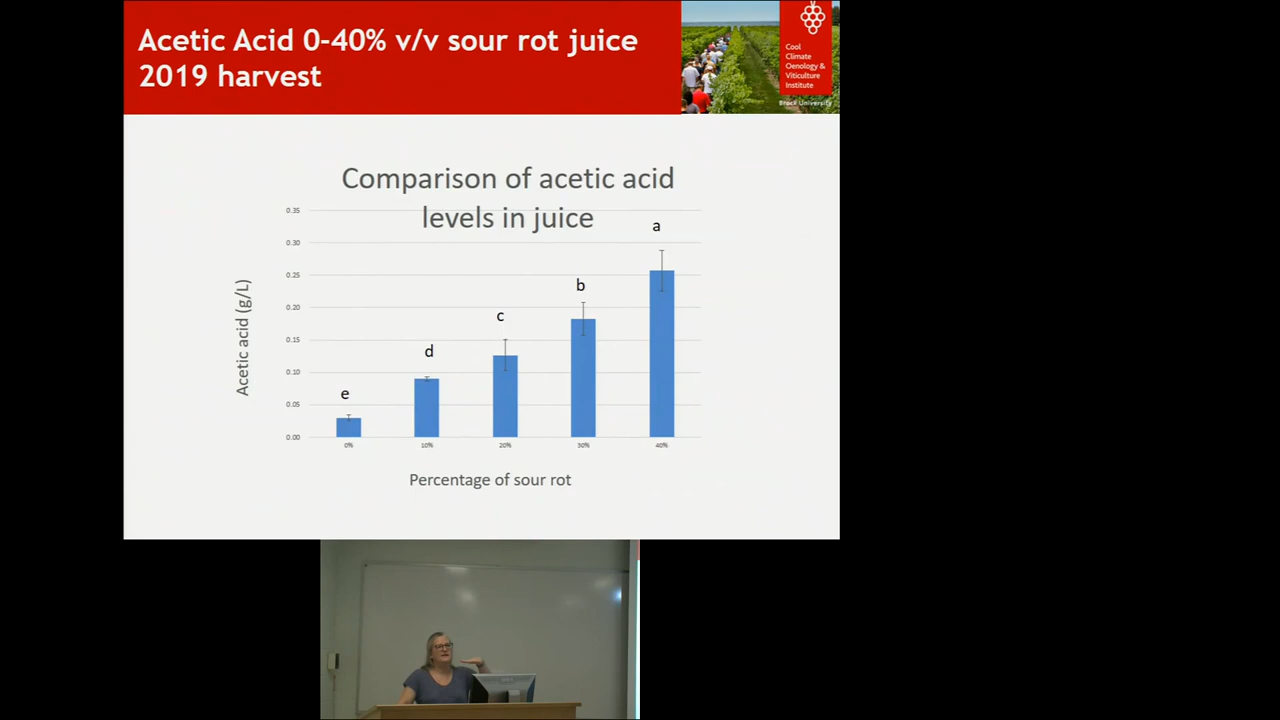 Acetic Acid 0-40% v/v sour rot juice
2019 harvest
Cool
Climate
Oenology &
Viticulture
Institute
Brock University
Comparison of acetic acid
levels in juice
0.35
0.30
0.25
0.20
0.15
0.10
0.05
0.00
Acetic acid (g/L)
e
d
c
b
a
0%
10%
20%
30%
40%
Percentage of sour rot